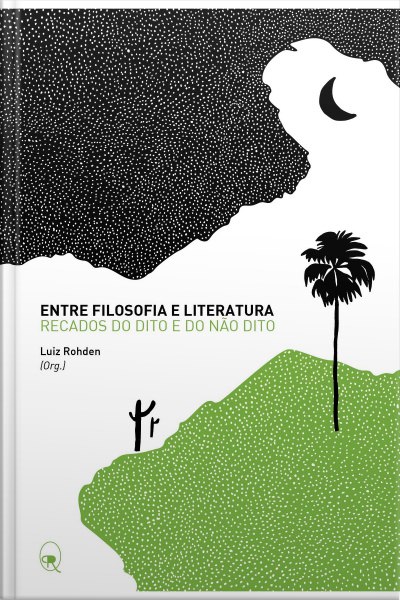 ENTRE FILOSOFIA E LITERATURA
RECADOS DO DITO E DO NÃO DITO
Luiz Rohden
(Org.)